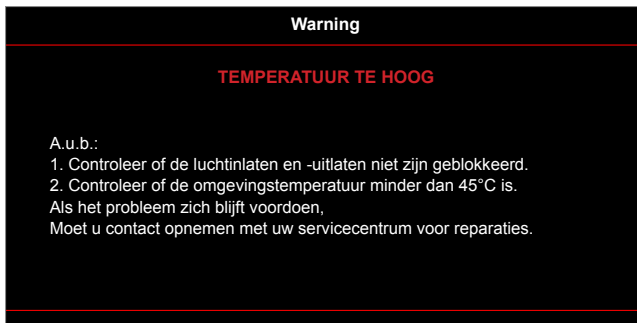 Warning
TEMPERATUUR TE HOOG
A.u.b.:
1. Controleer of de luchtinlaten en -uitlaten niet zijn geblokkeerd.
2. Controleer of de omgevingstemperatuur minder dan 45°C is.
Als het probleem zich blijft voordoen,
Moet u contact opnemen met uw servicecentrum voor reparaties.